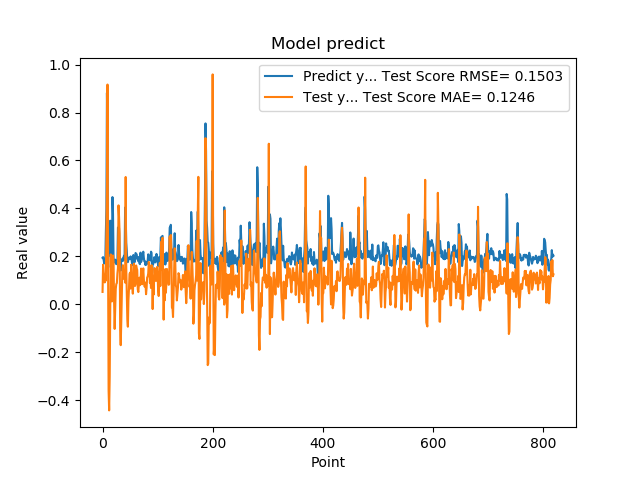 Model predict
Predict y... Test Score RMSE= 0.1503
Test y... Test Score MAE= 0.1246
1.0
0.8
0.6
0.4
0.2
0.0
−0.2
−0.4
Real value
0 200 400 600 800
Point